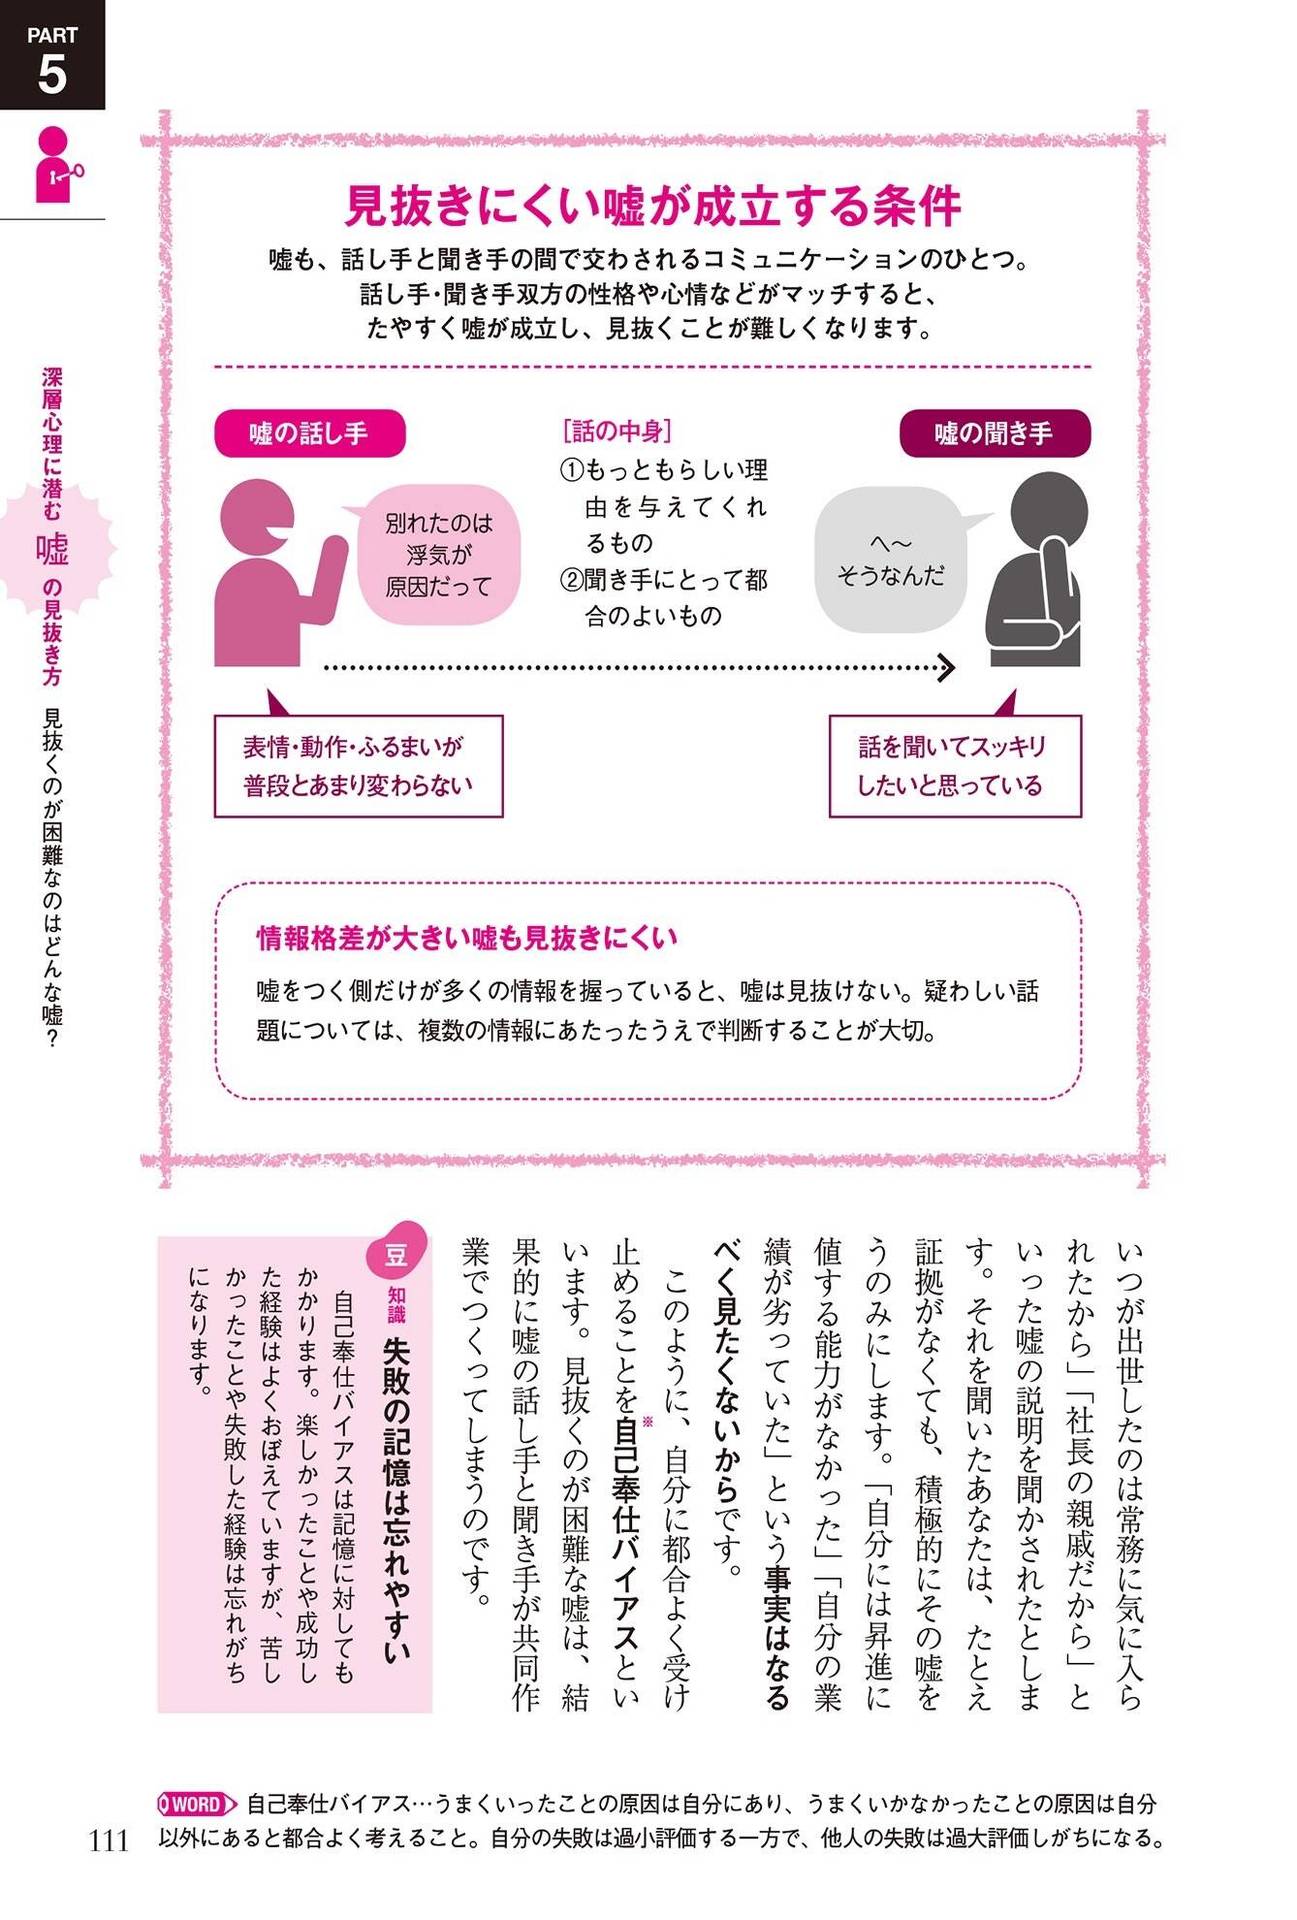 PART
5
深層心理に潜む 嘘 の見抜き方 見抜くのが困難なのはどんな嘘？
見抜きにくい嘘が成立する条件
嘘も、話し手と聞き手の間で交わされるコミュニケーションのひとつ。
話し手・聞き手双方の性格や心情などがマッチすると、
たやすく嘘が成立し、見抜くことが難しくなります。
嘘の話し手
別れたのは
浮気が
原因だって
[話の中身]
①もっともらしい理
由を与えてくれ
るもの
②聞き手にとって都
合のよいもの
嘘の聞き手
へ〜
そうなんだ
表情・動作・ふるまいが
普段とあまり変わらない
話を聞いてスッキリ
したいと思っている
情報格差が大きい嘘も見抜きにくい
嘘をつく側だけが多くの情報を握っていると、嘘は見抜けない。疑わしい話
題については、複数の情報にあたったうえで判断することが大切。
いつが出世したのは常務に気に入ら
れたから」「社長の親戚だから」と
いった嘘の説明を聞かされたとしま
す。それを聞いたあなたは、たとえ
証拠がなくても、積極的にその嘘を
うのみにします。「自分には昇進に
値する能力がなかった」「自分の業
績が劣っていた」という事実はなる
べく見たくないからです。
このように、自分に都合よく受け
止めることを自己奉仕バイアス※とい
います。見抜くのが困難な嘘は、結
果的に嘘の話し手と聞き手が共同作
業でつくってしまうのです。
豆知識 失敗の記憶は忘れやすい
自己奉仕バイアスは記憶に対しても
かかります。楽しかったことや成功し
た経験はよくおぼえていますが、苦し
かったことや失敗した経験は忘れがち
になります。
WORD 自己奉仕バイアス…うまくいったことの原因は自分にあり、うまくいかなかったことの原因は自分
以外にあると都合よく考えること。自分の失敗は過小評価する一方で、他人の失敗は過大評価しがちになる。
111